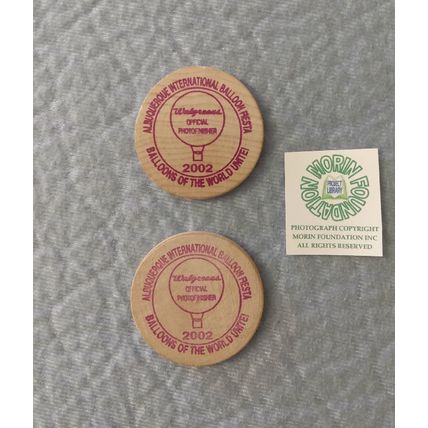 ALBUQUERQUE INTERNATIONAL BALLOON FIESTA
Walgreens
OFFICIAL
PHOTOFINISHER
2002
BALLOONS OF THE WORLD UNITE!
MORIN FOUNDATION
PROJECT
LIBRARY
PHOTOGRAPH COPYRIGHT
MORIN FOUNDATION INC
ALL RIGHTS RESERVED
ALBUQUERQUE INTERNATIONAL BALLOON FIESTA
Walgreens
OFFICIAL
PHOTOFINISHER
2002
BALLOONS OF THE WORLD UNITE!